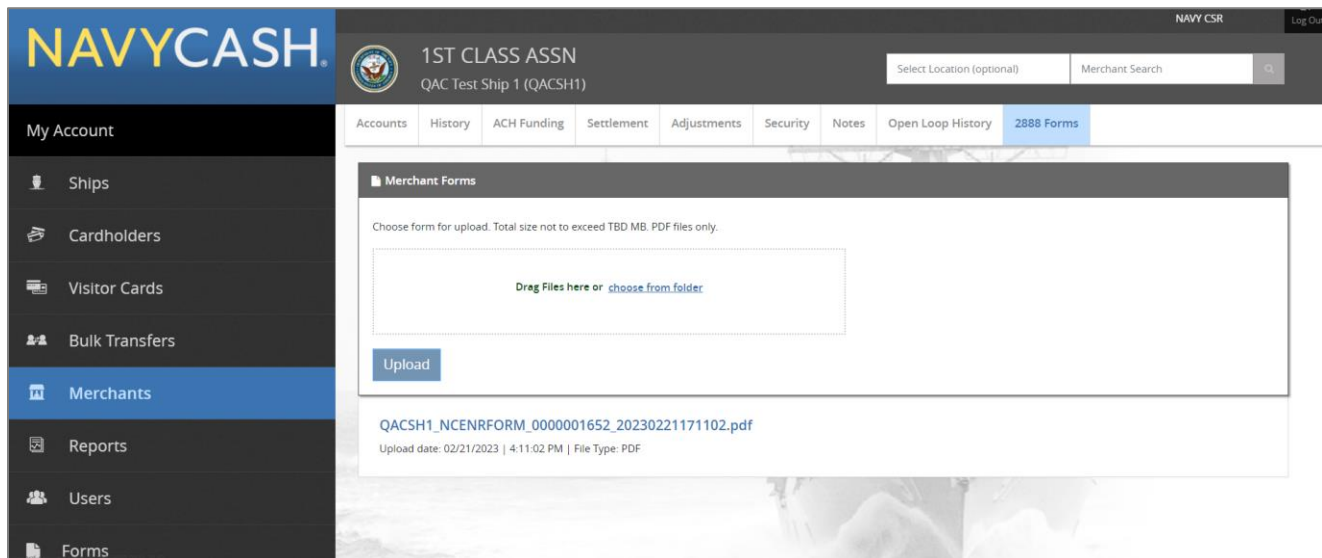 NAVYCASH®
NAVY CSR
Log Out
1ST CLASS ASSN
QAC Test Ship 1 (QACSH1)
Select Location (optional)
Merchant Search
My Account
Accounts History ACH Funding Settlement Adjustments Security Notes Open Loop History 2888 Forms
Ships
Cardholders
Visitor Cards
Bulk Transfers
Merchants
Reports
Users
Forms
Merchant Forms
Choose form for upload. Total size not to exceed TBD MB. PDF files only.
Drag Files here or choose from folder
Upload
QACSH1_NCENRFORM_0000001652_20230221171102.pdf
Upload date: 02/21/2023 | 4:11:02 PM | File Type: PDF